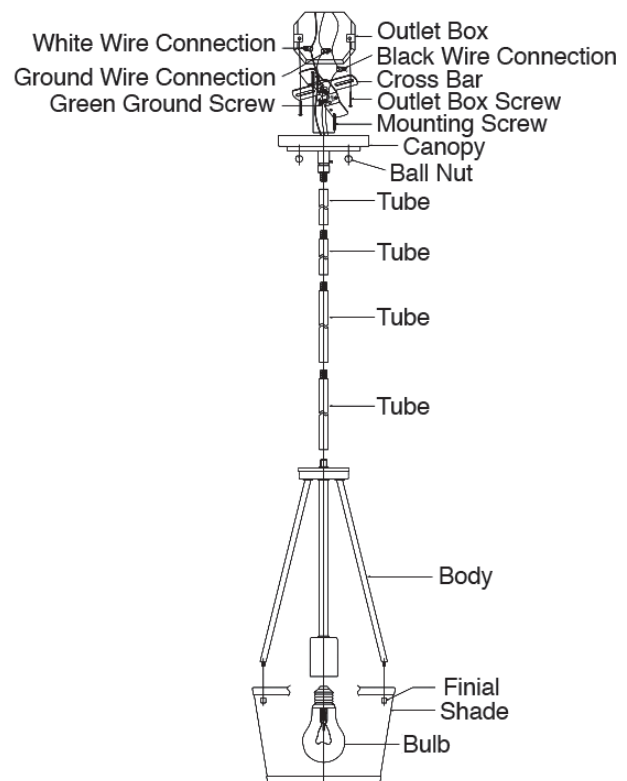 Outlet Box
White Wire Connection
Black Wire Connection
Ground Wire Connection
Cross Bar
Green Ground Screw
Outlet Box Screw
Mounting Screw
Canopy
Ball Nut
Tube
Tube
Tube
Tube
Body
Finial
Shade
Bulb